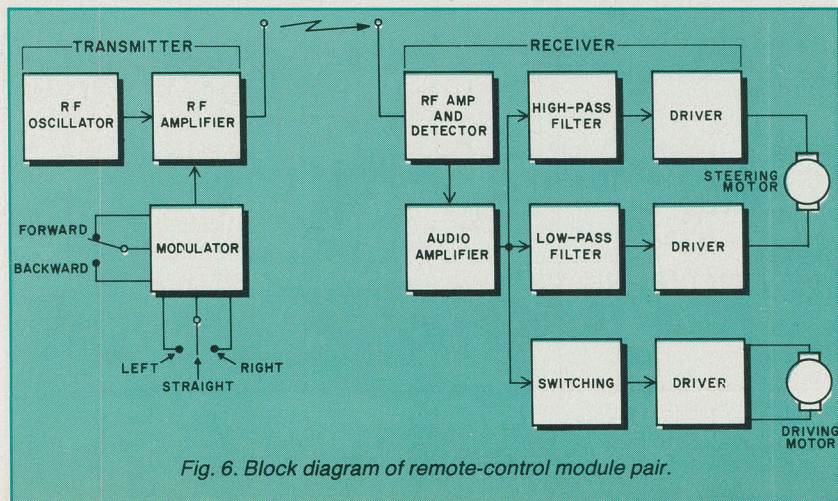 TRANSMITTER
RECEIVER
RF
OSCILLATOR
RF
AMPLIFIER
RF AMP
AND
DETECTOR
HIGH-PASS
FILTER
DRIVER
STEERING
MOTOR
FORWARD
BACKWARD
MODULATOR
AUDIO
AMPLIFIER
LOW-PASS
FILTER
DRIVER
LEFT
STRAIGHT
RIGHT
SWITCHING
DRIVER
DRIVING
MOTOR
Fig. 6. Block diagram of remote-control module pair.